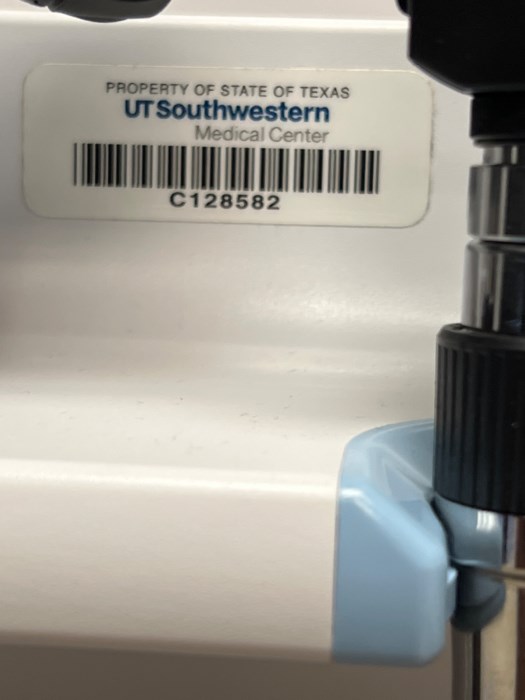 PROPERTY OF STATE OF TEXAS
UTSouthwestern
Medical Center
C128582